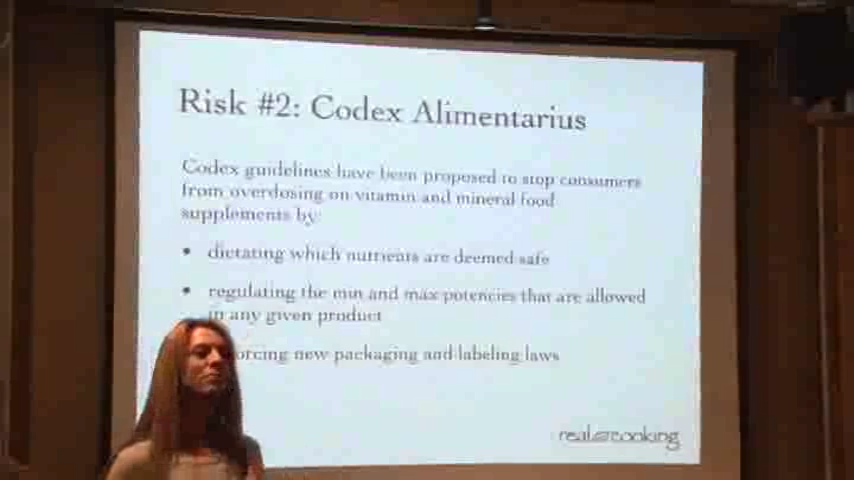 Risk #2: Codex Alimentarius
Codex guidelines have been proposed to stop consumers
from overdosing on vitamin and mineral food
supplements by:
• dictating which nutrients are deemed safe
• regulating the min and max potencies that are allowed
in any given product
orcing new packaging and labeling laws
cooking